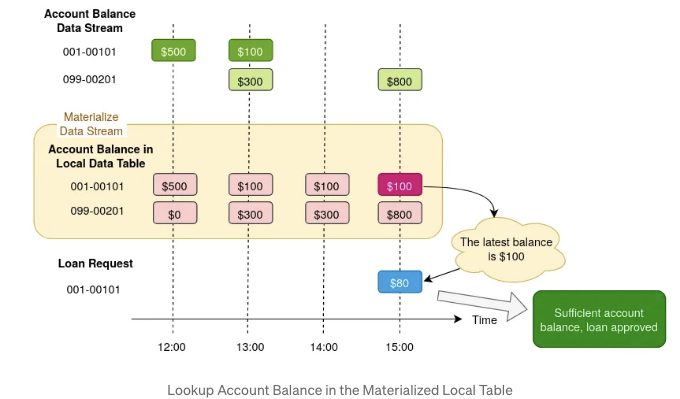 Account Balance
Data Stream
001-00101
$500
$100
099-00201
$300
$800
Materialize
Data Stream
Account Balance in
Local Data Table
001-00101
$500
$100
$100
$100
099-00201
$0
$300
$300
$800
The latest balance
is $100
Loan Request
001-00101
$80
Sufficient account
balance, loan approved
Time
12:00
13:00
14:00
15:00
Lookup Account Balance in the Materialized Local Table